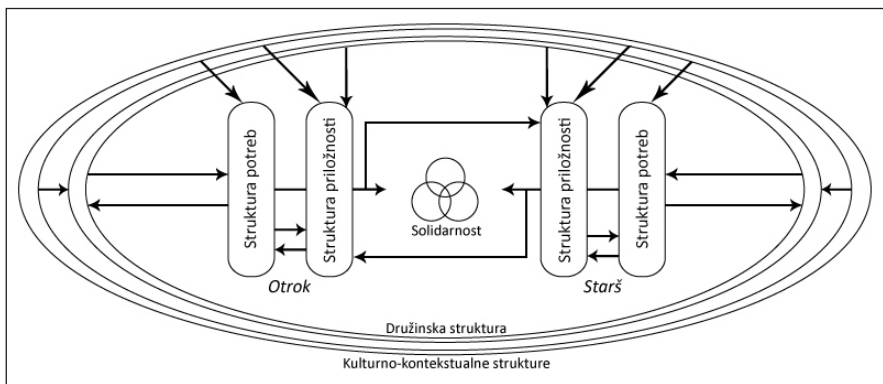 Struktura potreb
Struktura priložnosti
Solidarnost
Struktura priložnosti
Struktura potreb
Otrok
Starš
Družinska struktura
Kulturno-kontekstualne strukture